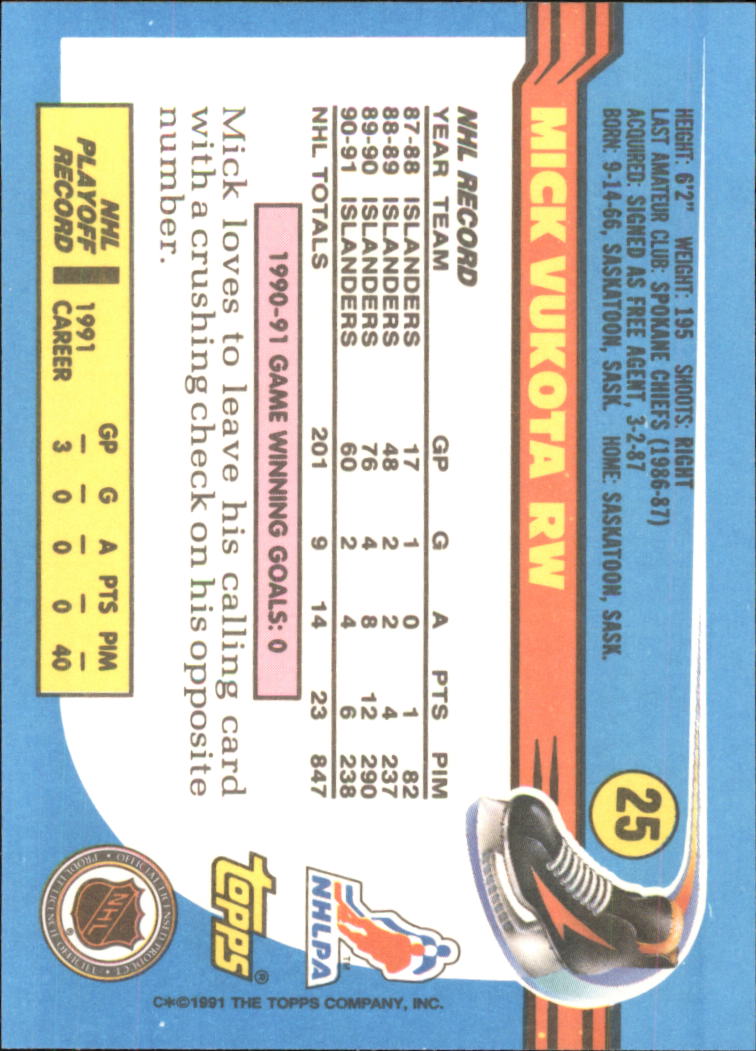 HEIGHT: 6'2" WEIGHT: 195 SHOOTS: RIGHT
LAST AMATEUR CLUB: SPOKANE CHIEFS (1986-87)
ACQUIRED: SIGNED AS FREE AGENT, 3-2-87
BORN: 9-14-66, SASKATOON, SASK. HOME: SASKATOON, SASK.
25
MICK VUKOTA RW
NHL RECORD
YEAR TEAM GP G A PTS PIM
87-88 ISLANDERS 17 1 0 1 82
88-89 ISLANDERS 48 2 2 4 237
89-90 ISLANDERS 76 4 8 12 290
90-91 ISLANDERS 60 2 4 6 238
NHL TOTALS 201 9 14 23 847
1990-91 GAME WINNING GOALS: 0
Mick loves to leave his calling card
with a crushing check on his opposite
number.
NHL
PLAYOFF
RECORD
GP G A PTS PIM
1991 – – – – –
CAREER 3 0 0 0 40
NHLPA
TM
topps®
NHL
®
C*©1991 THE TOPPS COMPANY, INC.